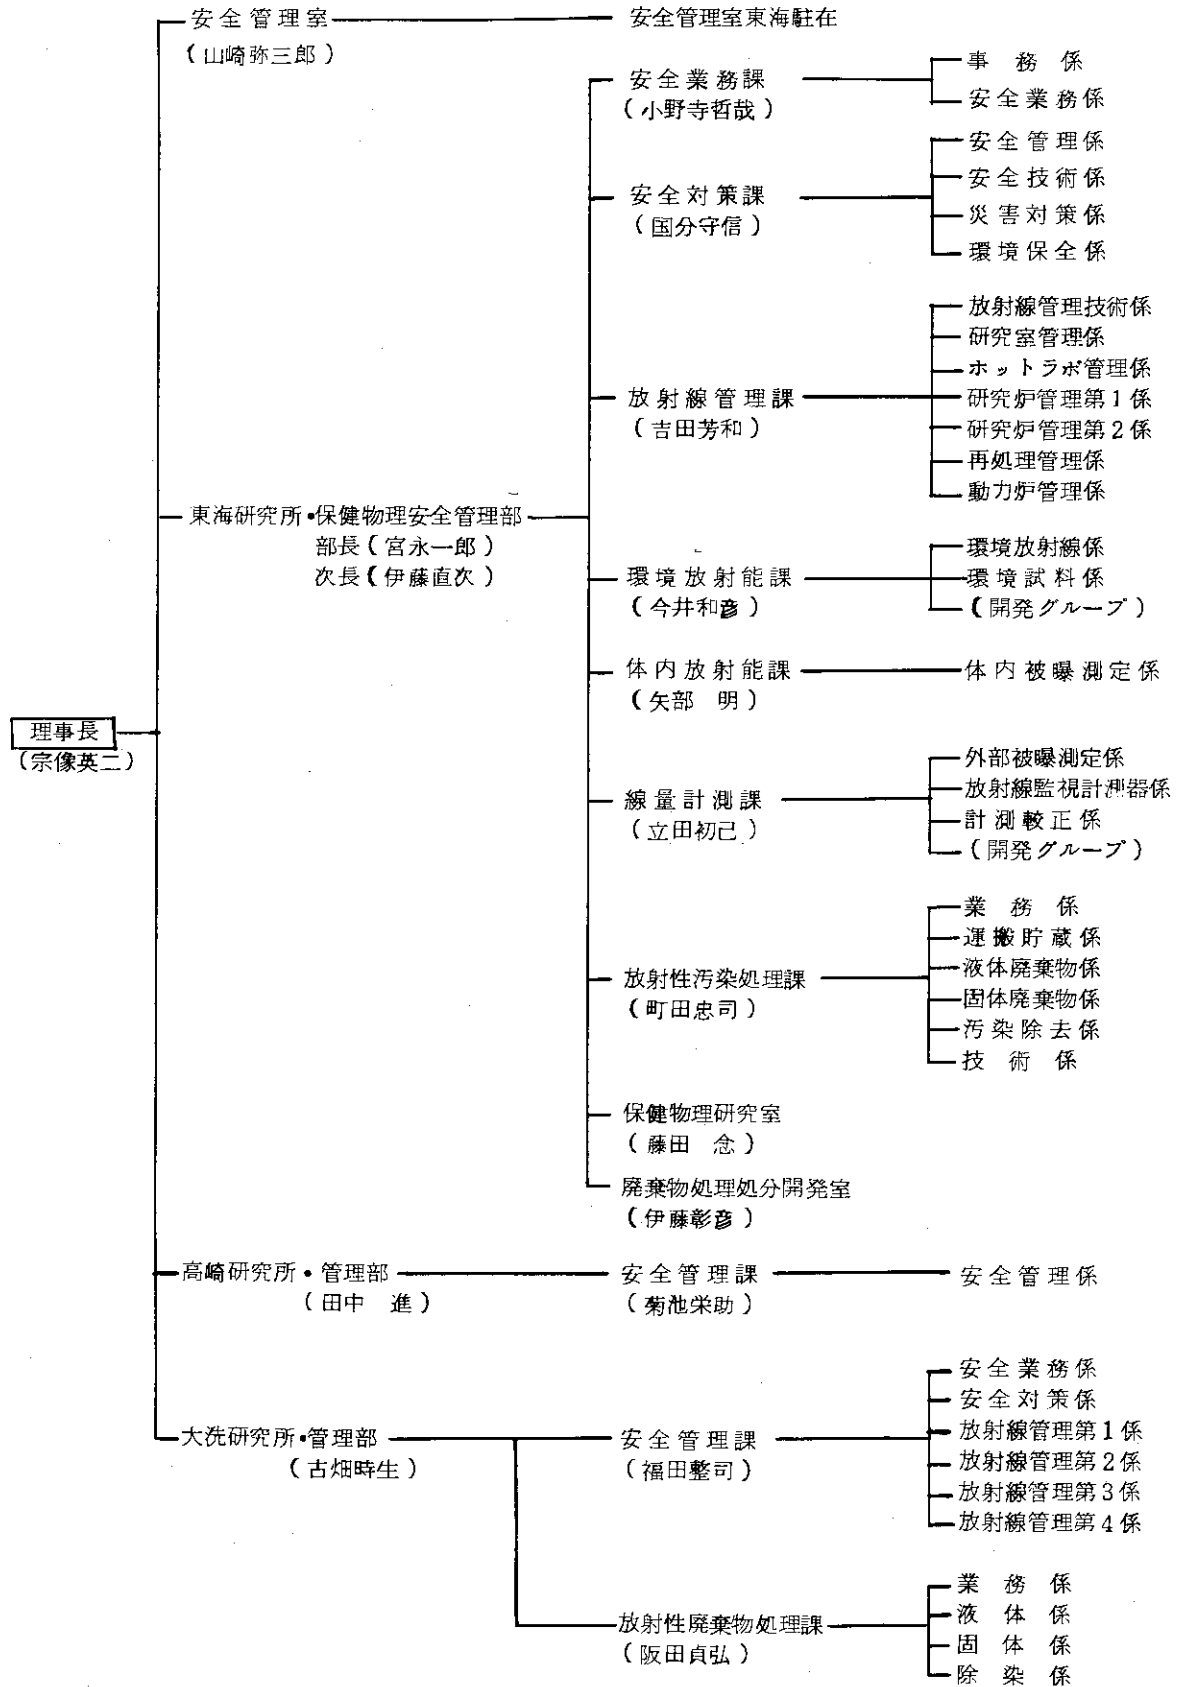 安全管理室
(山崎弥三郎)
安全管理室東海駐在
安全業務課
(小野寺哲哉)
事務係
安全業務係
安全対策課
(国分守信)
安全管理係
安全技術係
災害対策係
環境保全係
放射線管理課
(吉田芳和)
放射線管理技術係
研究室管理係
ホットラボ管理係
研究炉管理第1係
研究炉管理第2係
再処理管理係
動力炉管理係
東海研究所・保健物理安全管理部
部長(宮永一郎)
次長(伊藤直次)
環境放射能課
(今井和彦)
環境放射線係
環境試料係
(開発グループ)
体内放射能課
(矢部 明)
体内被曝測定係
理事長
(宗像英二)
線量計測課
(立田初己)
外部被曝測定係
放射線監視計測器係
計測較正係
(開発グループ)
放射性汚染処理課
(町田忠司)
業務係
運搬貯蔵係
液体廃棄物係
固体廃棄物係
汚染除去係
技術係
保健物理研究室
(藤田 念)
廃棄物処理処分開発室
(伊藤彰彦)
高崎研究所・管理部
(田中 進)
安全管理課
(菊池栄助)
安全管理係
大洗研究所・管理部
(古畑時生)
安全管理課
(福田整司)
安全業務係
安全対策係
放射線管理第1係
放射線管理第2係
放射線管理第3係
放射線管理第4係
放射性廃棄物処理課
(阪田貞弘)
業務係
液体係
固体係
除染係